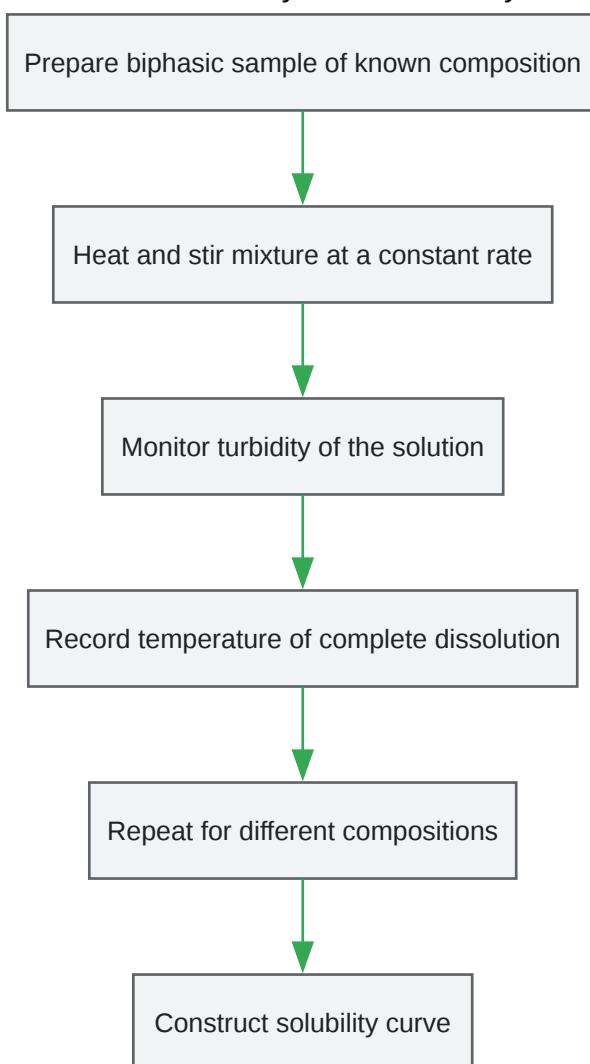 Prepare biphasic sample of known composition
Heat and stir mixture at a constant rate
Monitor turbidity of the solution
Record temperature of complete dissolution
Repeat for different compositions
Construct solubility curve